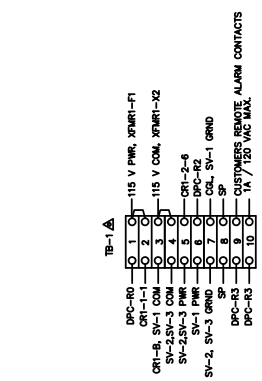 TB-1
DPC-R0 1 115 V PWR, XFMR1-F1
CR1-1-1 2
CR1-B, SV-1 COM 3 115 V COM, XFMR1-X2
SV-2,SV-3 COM 4
SV-2,SV-3 PWR 5 CR1-2-6
SV-1 PWR 6 DPC-R2
SV-2, SV-3 GRND 7 CGL, SV-1 GRND
SP 8 SP
DPC-R3 9 CUSTOMERS REMOTE ALARM CONTACTS
DPC-R3 10 1A / 120 VAC MAX.